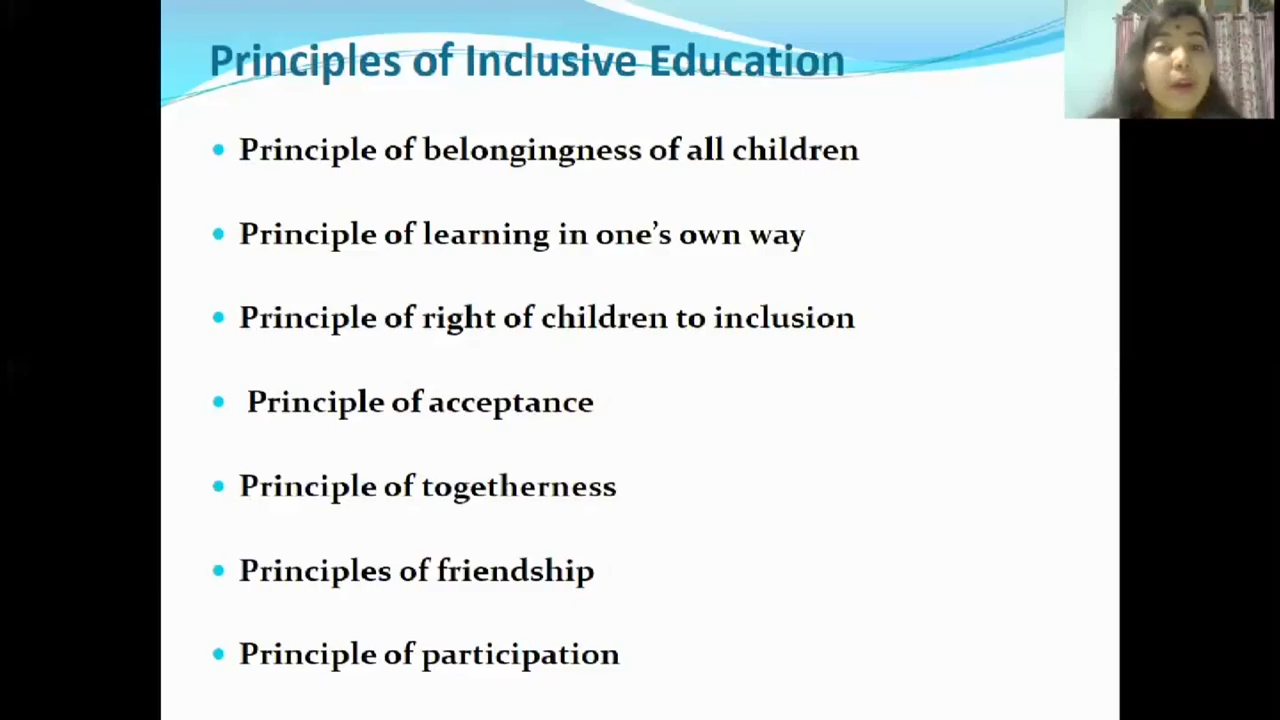 Principles of Inclusive Education
• Principle of belongingness of all children
• Principle of learning in one’s own way
• Principle of right of children to inclusion
• Principle of acceptance
• Principle of togetherness
• Principles of friendship
• Principle of participation